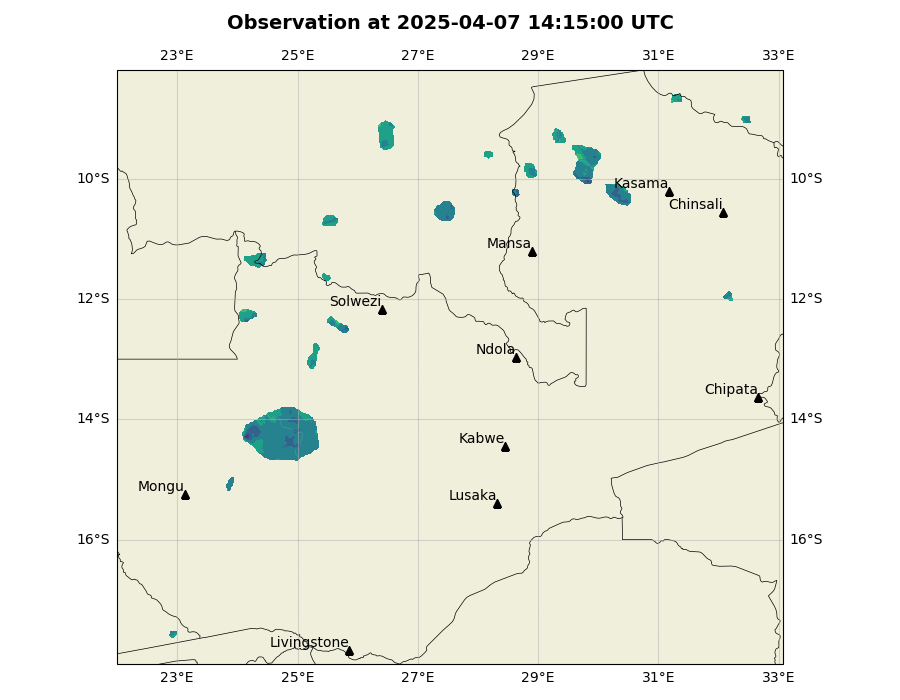 Observation at 2025-04-07 14:15:00 UTC
23°E 25°E 27°E 29°E 31°E 33°E
10°S 10°S
Kasama
Chinsali
Mansa
12°S 12°S
Solwezi
Ndola
Chipata
14°S 14°S
Kabwe
Mongu
Lusaka
16°S 16°S
Livingstone
23°E 25°E 27°E 29°E 31°E 33°E